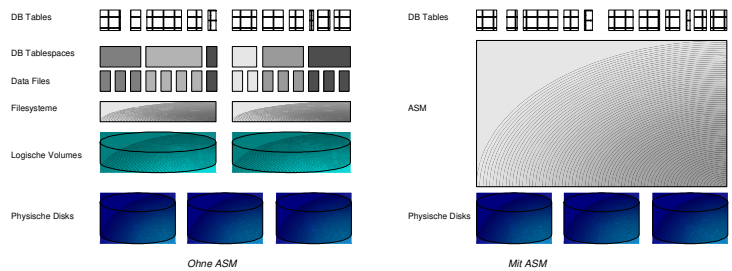 DB Tables
DB Tablespaces
Data Files
Filesysteme
Logische Volumes
Physische Disks
Ohne ASM
DB Tables
ASM
Physische Disks
Mit ASM